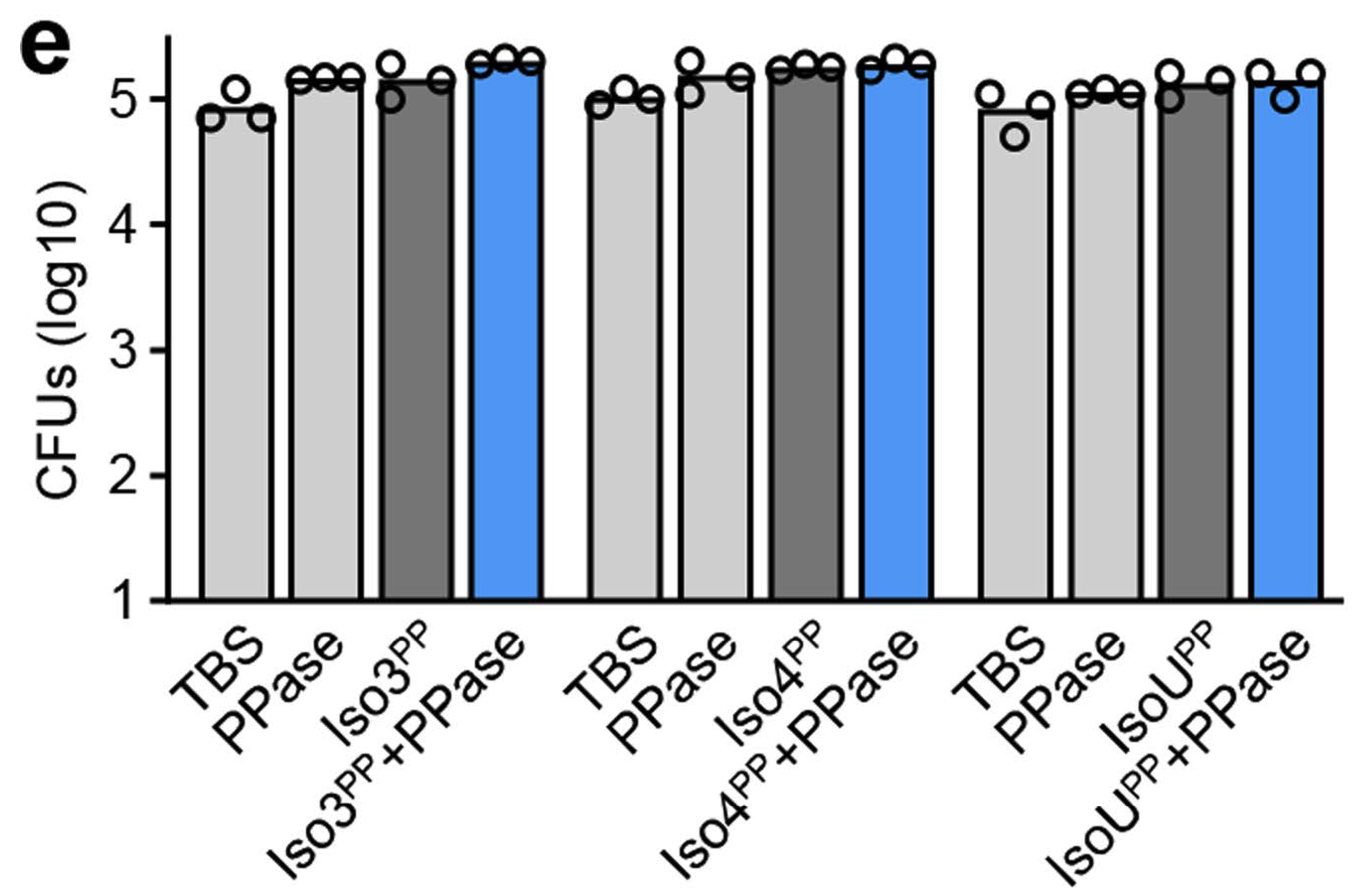 e
CFUs (log10)
5
4
3
2
1
TBS
PPase
Iso3ᴾᴾ
Iso3ᴾᴾ+PPase
TBS
PPase
Iso4ᴾᴾ
Iso4ᴾᴾ+PPase
TBS
PPase
IsoUᴾᴾ
IsoUᴾᴾ+PPase